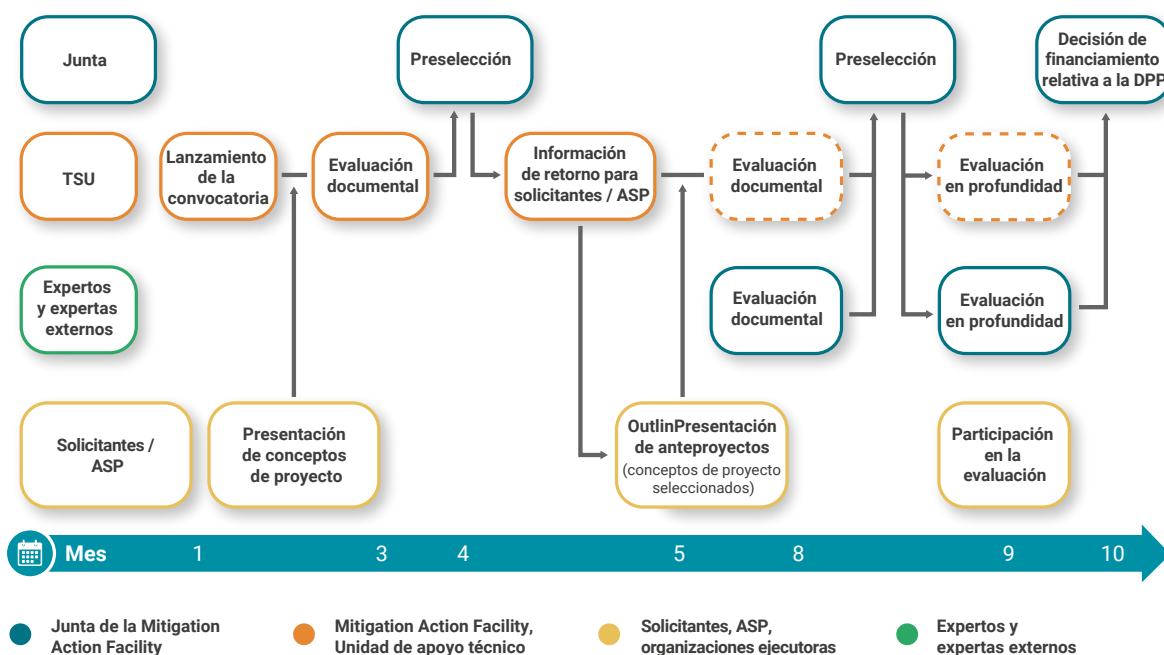 Junta
Preselección
Preselección
Decisión de
financiamiento
relativa a la DPP
TSU
Lanzamiento
de la
convocatoria
Evaluación
documental
Información
de retorno para
solicitantes / ASP
Evaluación
documental
Evaluación
en profundidad
Expertos
y expertas
externos
Evaluación
documental
Evaluación
en profundidad
Solicitantes /
ASP
Presentación
de conceptos
de proyecto
OutlinPresentación
de anteproyectos
(conceptos de proyecto
seleccionados)
Participación
en la
evaluación
Mes 1 3 4 5 8 9 10
Junta de la Mitigation
Action Facility
Mitigation Action Facility,
Unidad de apoyo técnico
Solicitantes, ASP,
organizaciones ejecutoras
Expertos y
expertas externos